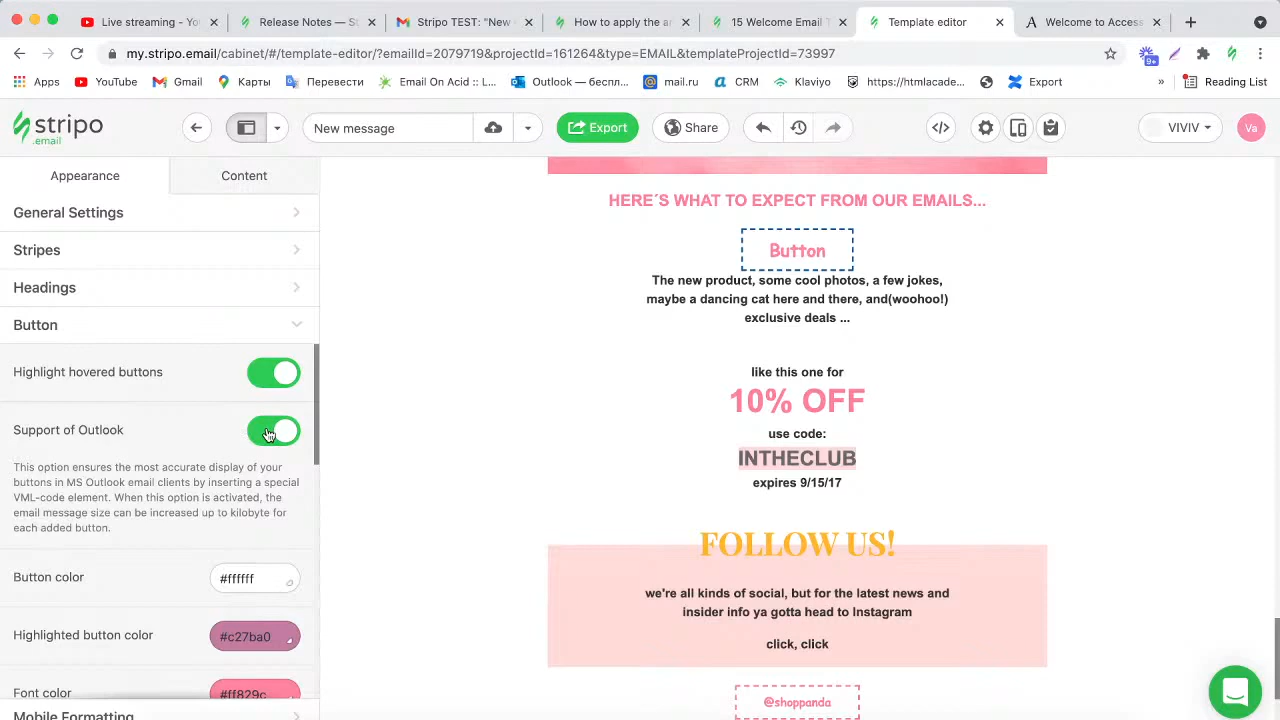 Live streaming - Yo
Release Notes — St
Stripo TEST: "New
How to apply the ar
15 Welcome Email T
Template editor
Welcome to Access
my.stripo.email/cabinet/#/template-editor/?emailId=2079719&projectId=161264&type=EMAIL&templateProjectId=73997
9+
Apps
YouTube
Gmail
Карты
Перевести
Email On Acid :: L...
Outlook — беспл...
mail.ru
CRM
Klaviyo
https://htmlacade...
Export
»
Reading List
stripo
.email
New message
Export
Share
</>
VIVIV
Va
Appearance
Content
General Settings
Stripes
Headings
Button
Highlight hovered buttons
Support of Outlook
This option ensures the most accurate display of your
buttons in MS Outlook email clients by inserting a special
VML-code element. When this option is activated, the
email message size can be increased up to kilobyte for
each added button.
Button color
#ffffff
Highlighted button color
#c27ba0
Font color
#ff829c
Mobile Formatting
HERE´S WHAT TO EXPECT FROM OUR EMAILS...
Button
The new product, some cool photos, a few jokes,
maybe a dancing cat here and there, and(woohoo!)
exclusive deals ...
like this one for
10% OFF
use code:
INTHECLUB
expires 9/15/17
FOLLOW US!
we're all kinds of social, but for the latest news and
insider info ya gotta head to Instagram
click, click
@shoppanda